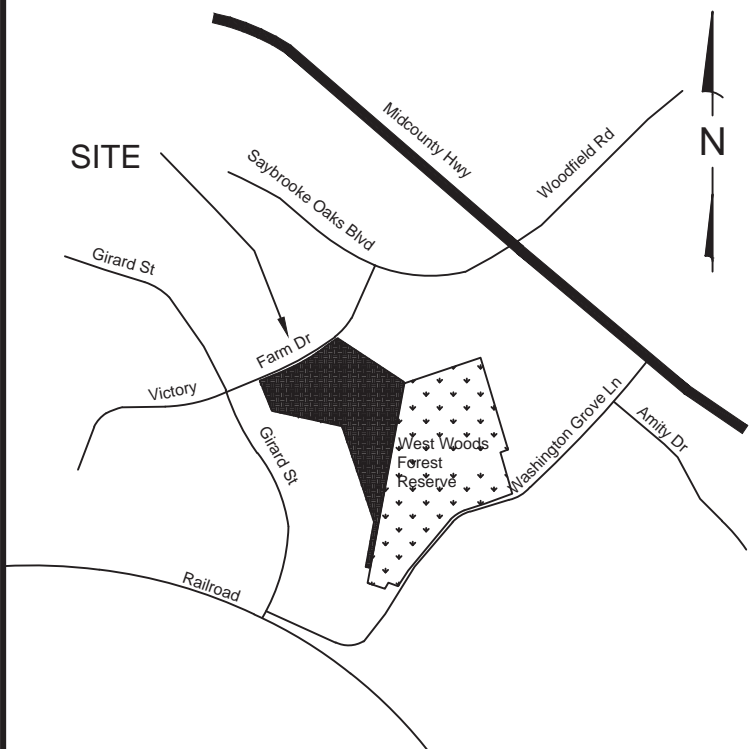 Midcounty Hwy
Woodfield Rd
N
SITE
Saybrooke Oaks Blvd
Girard St
Farm Dr
Victory
Girard St
West Woods
Forest
Reserve
Washington Grove Ln
Amity Dr
Railroad